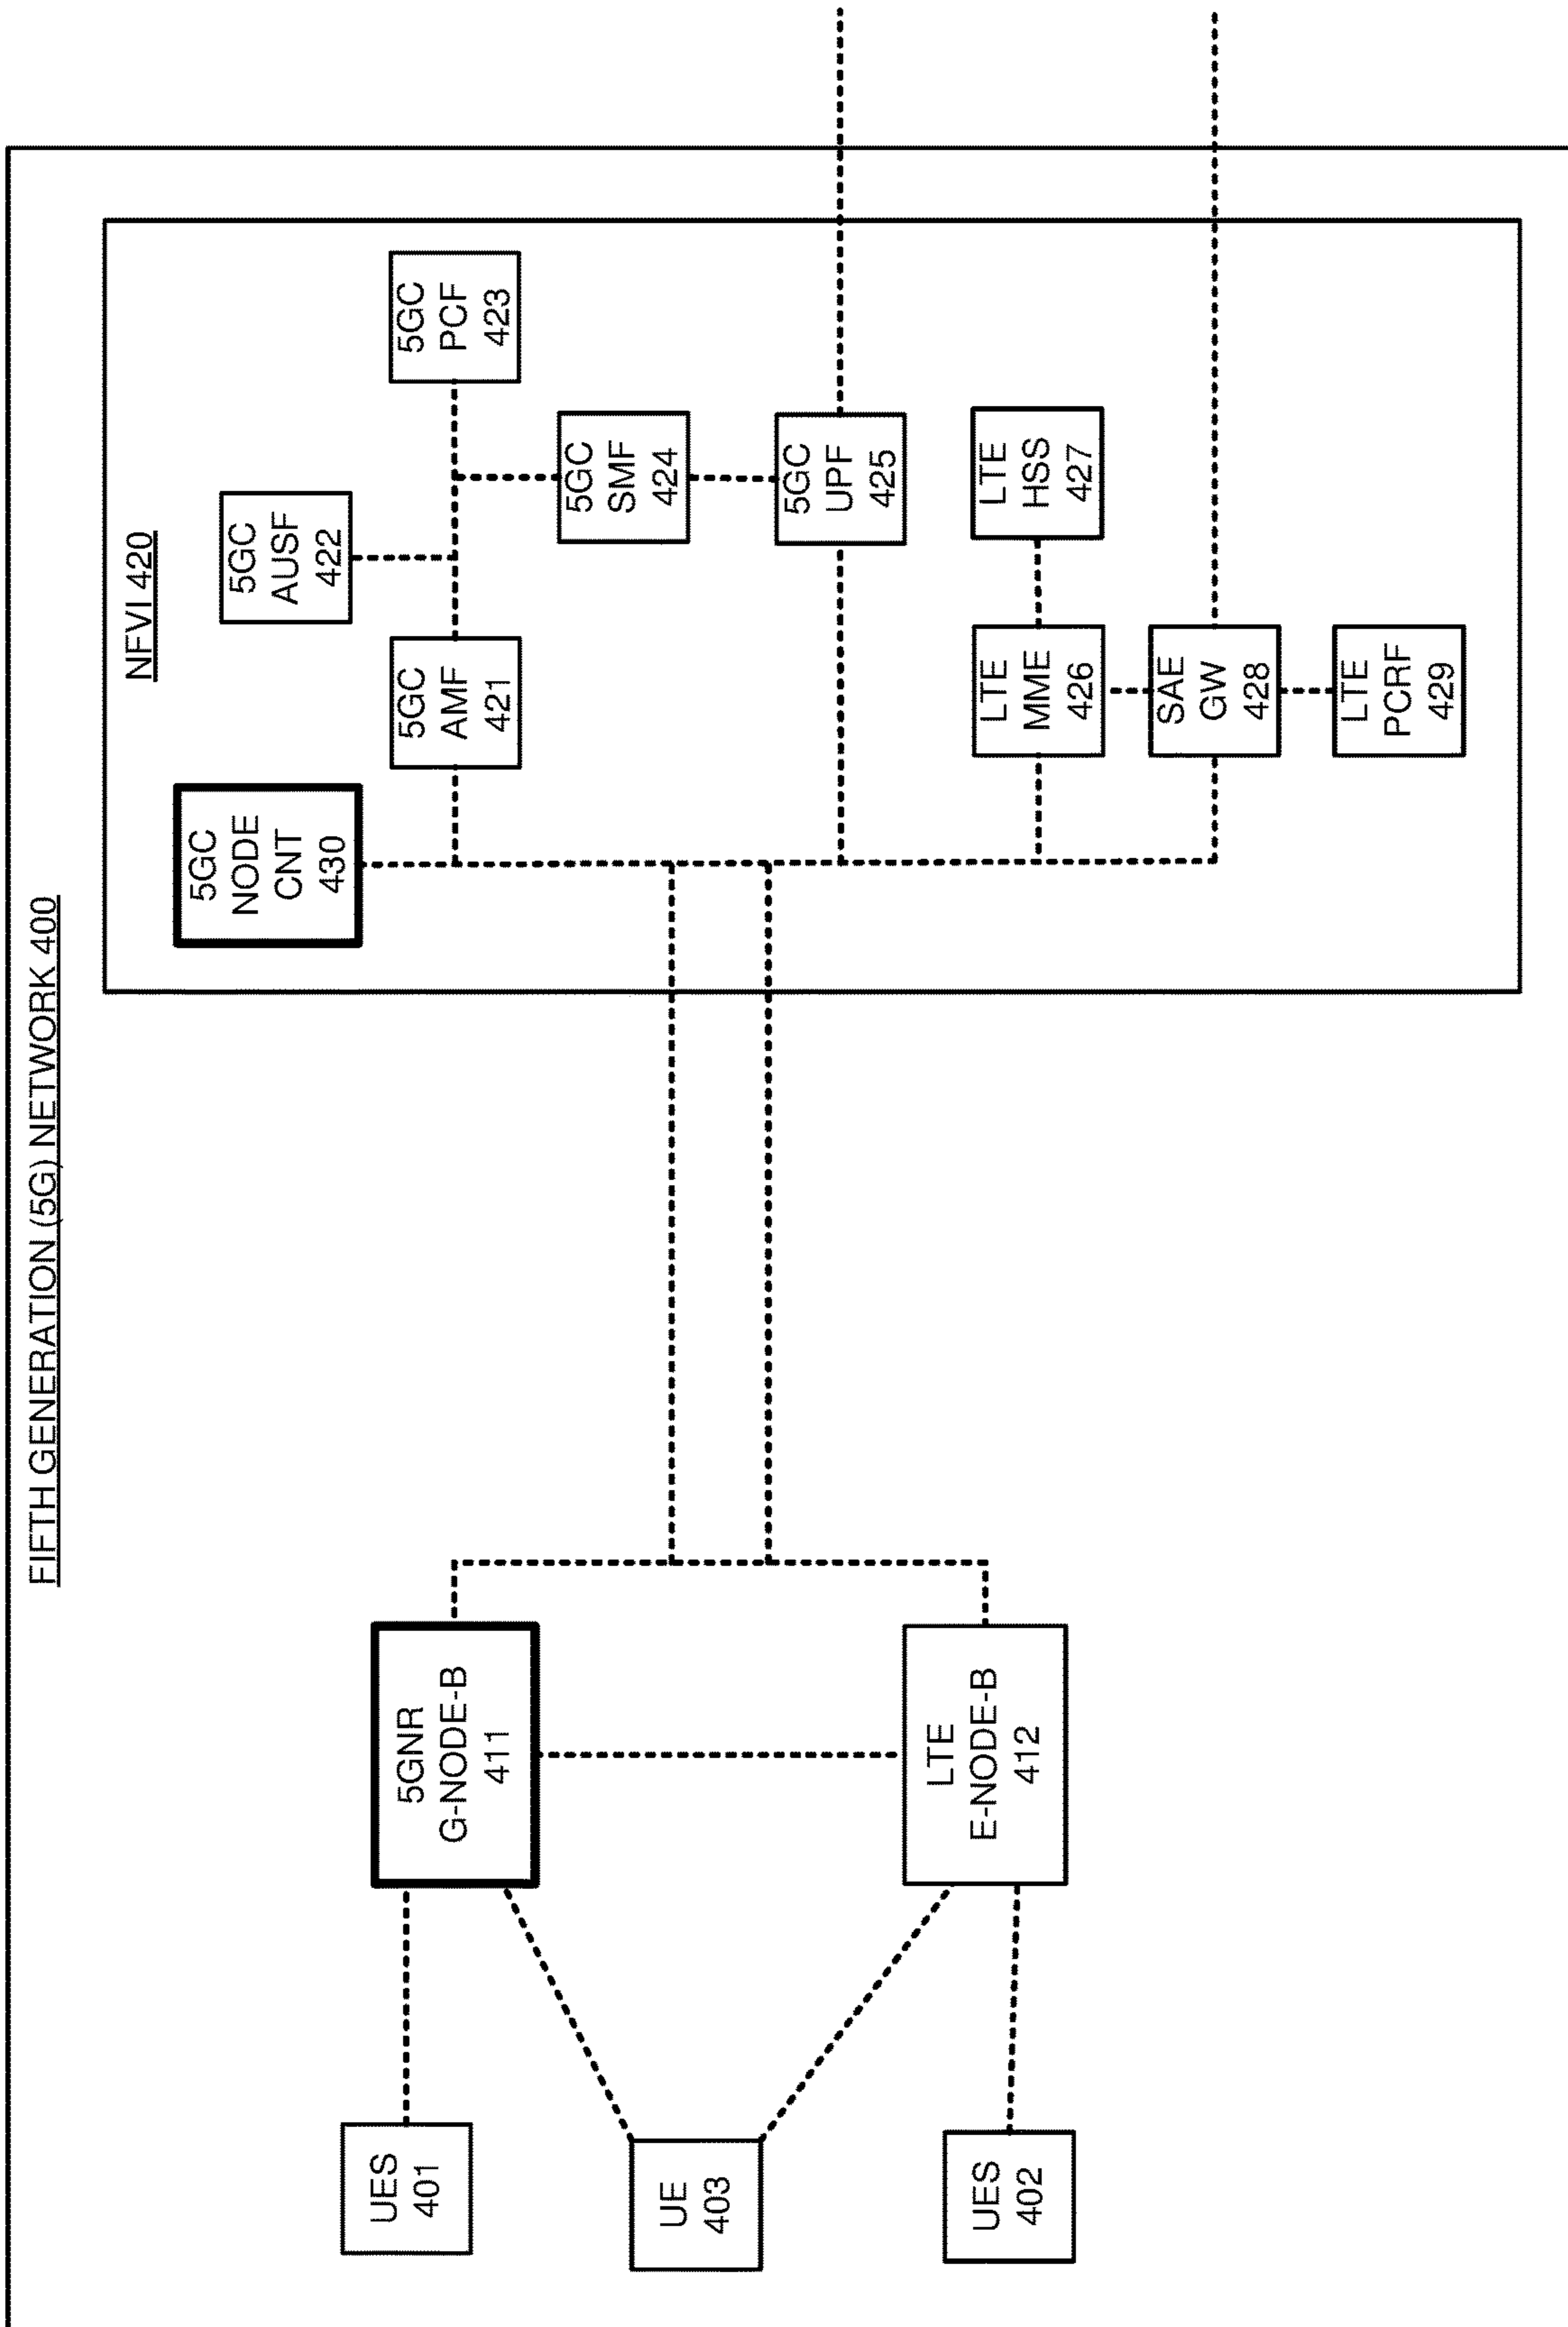 FIFTH GENERATION (5G) NETWORK 400
NFVI 420
5GC
NODE
CNT
430
5GC
AUSF
422
5GC
AMF
421
5GC
PCF
423
5GC
SMF
424
5GC
UPF
425
LTE
MME
426
LTE
HSS
427
SAE
GW
428
LTE
PCRF
429
5GNR
G-NODE-B
411
LTE
E-NODE-B
412
UES
401
UE
403
UES
402